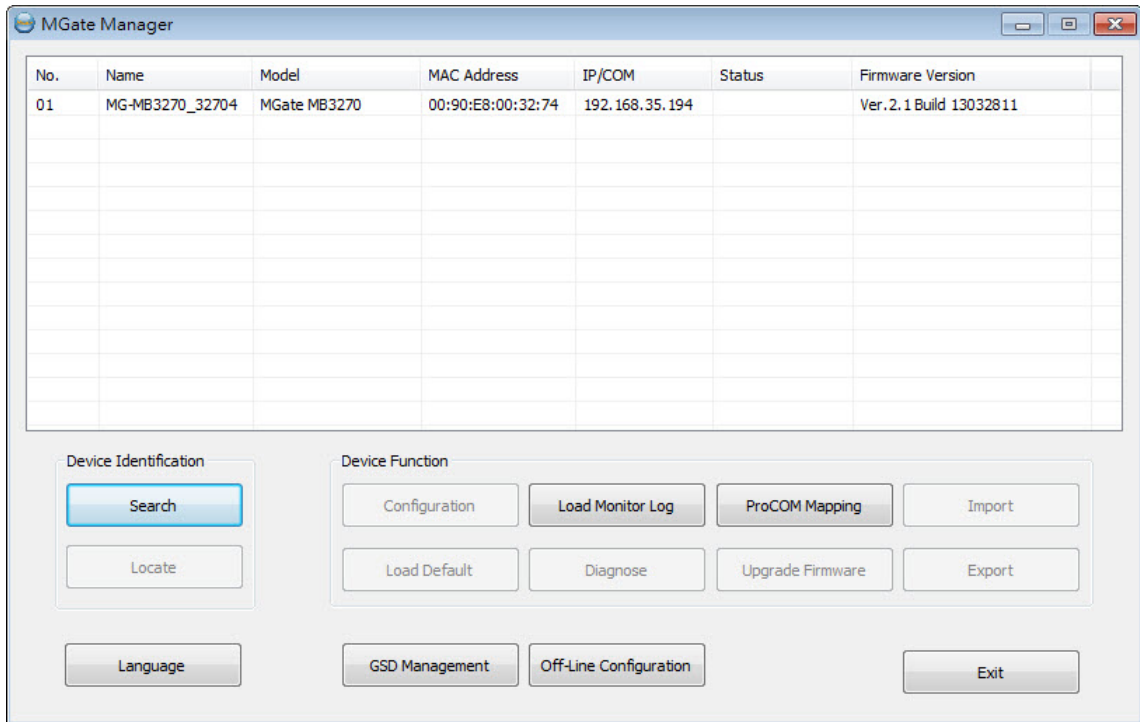 MGate Manager
No. Name Model MAC Address IP/COM Status Firmware Version
01 MG-MB3270_32704 MGate MB3270 00:90:E8:00:32:74 192.168.35.194 Ver.2.1 Build 13032811
Device Identification Device Function
Search Configuration Load Monitor Log ProCOM Mapping Import
Locate Load Default Diagnose Upgrade Firmware Export
Language GSD Management Off-Line Configuration Exit